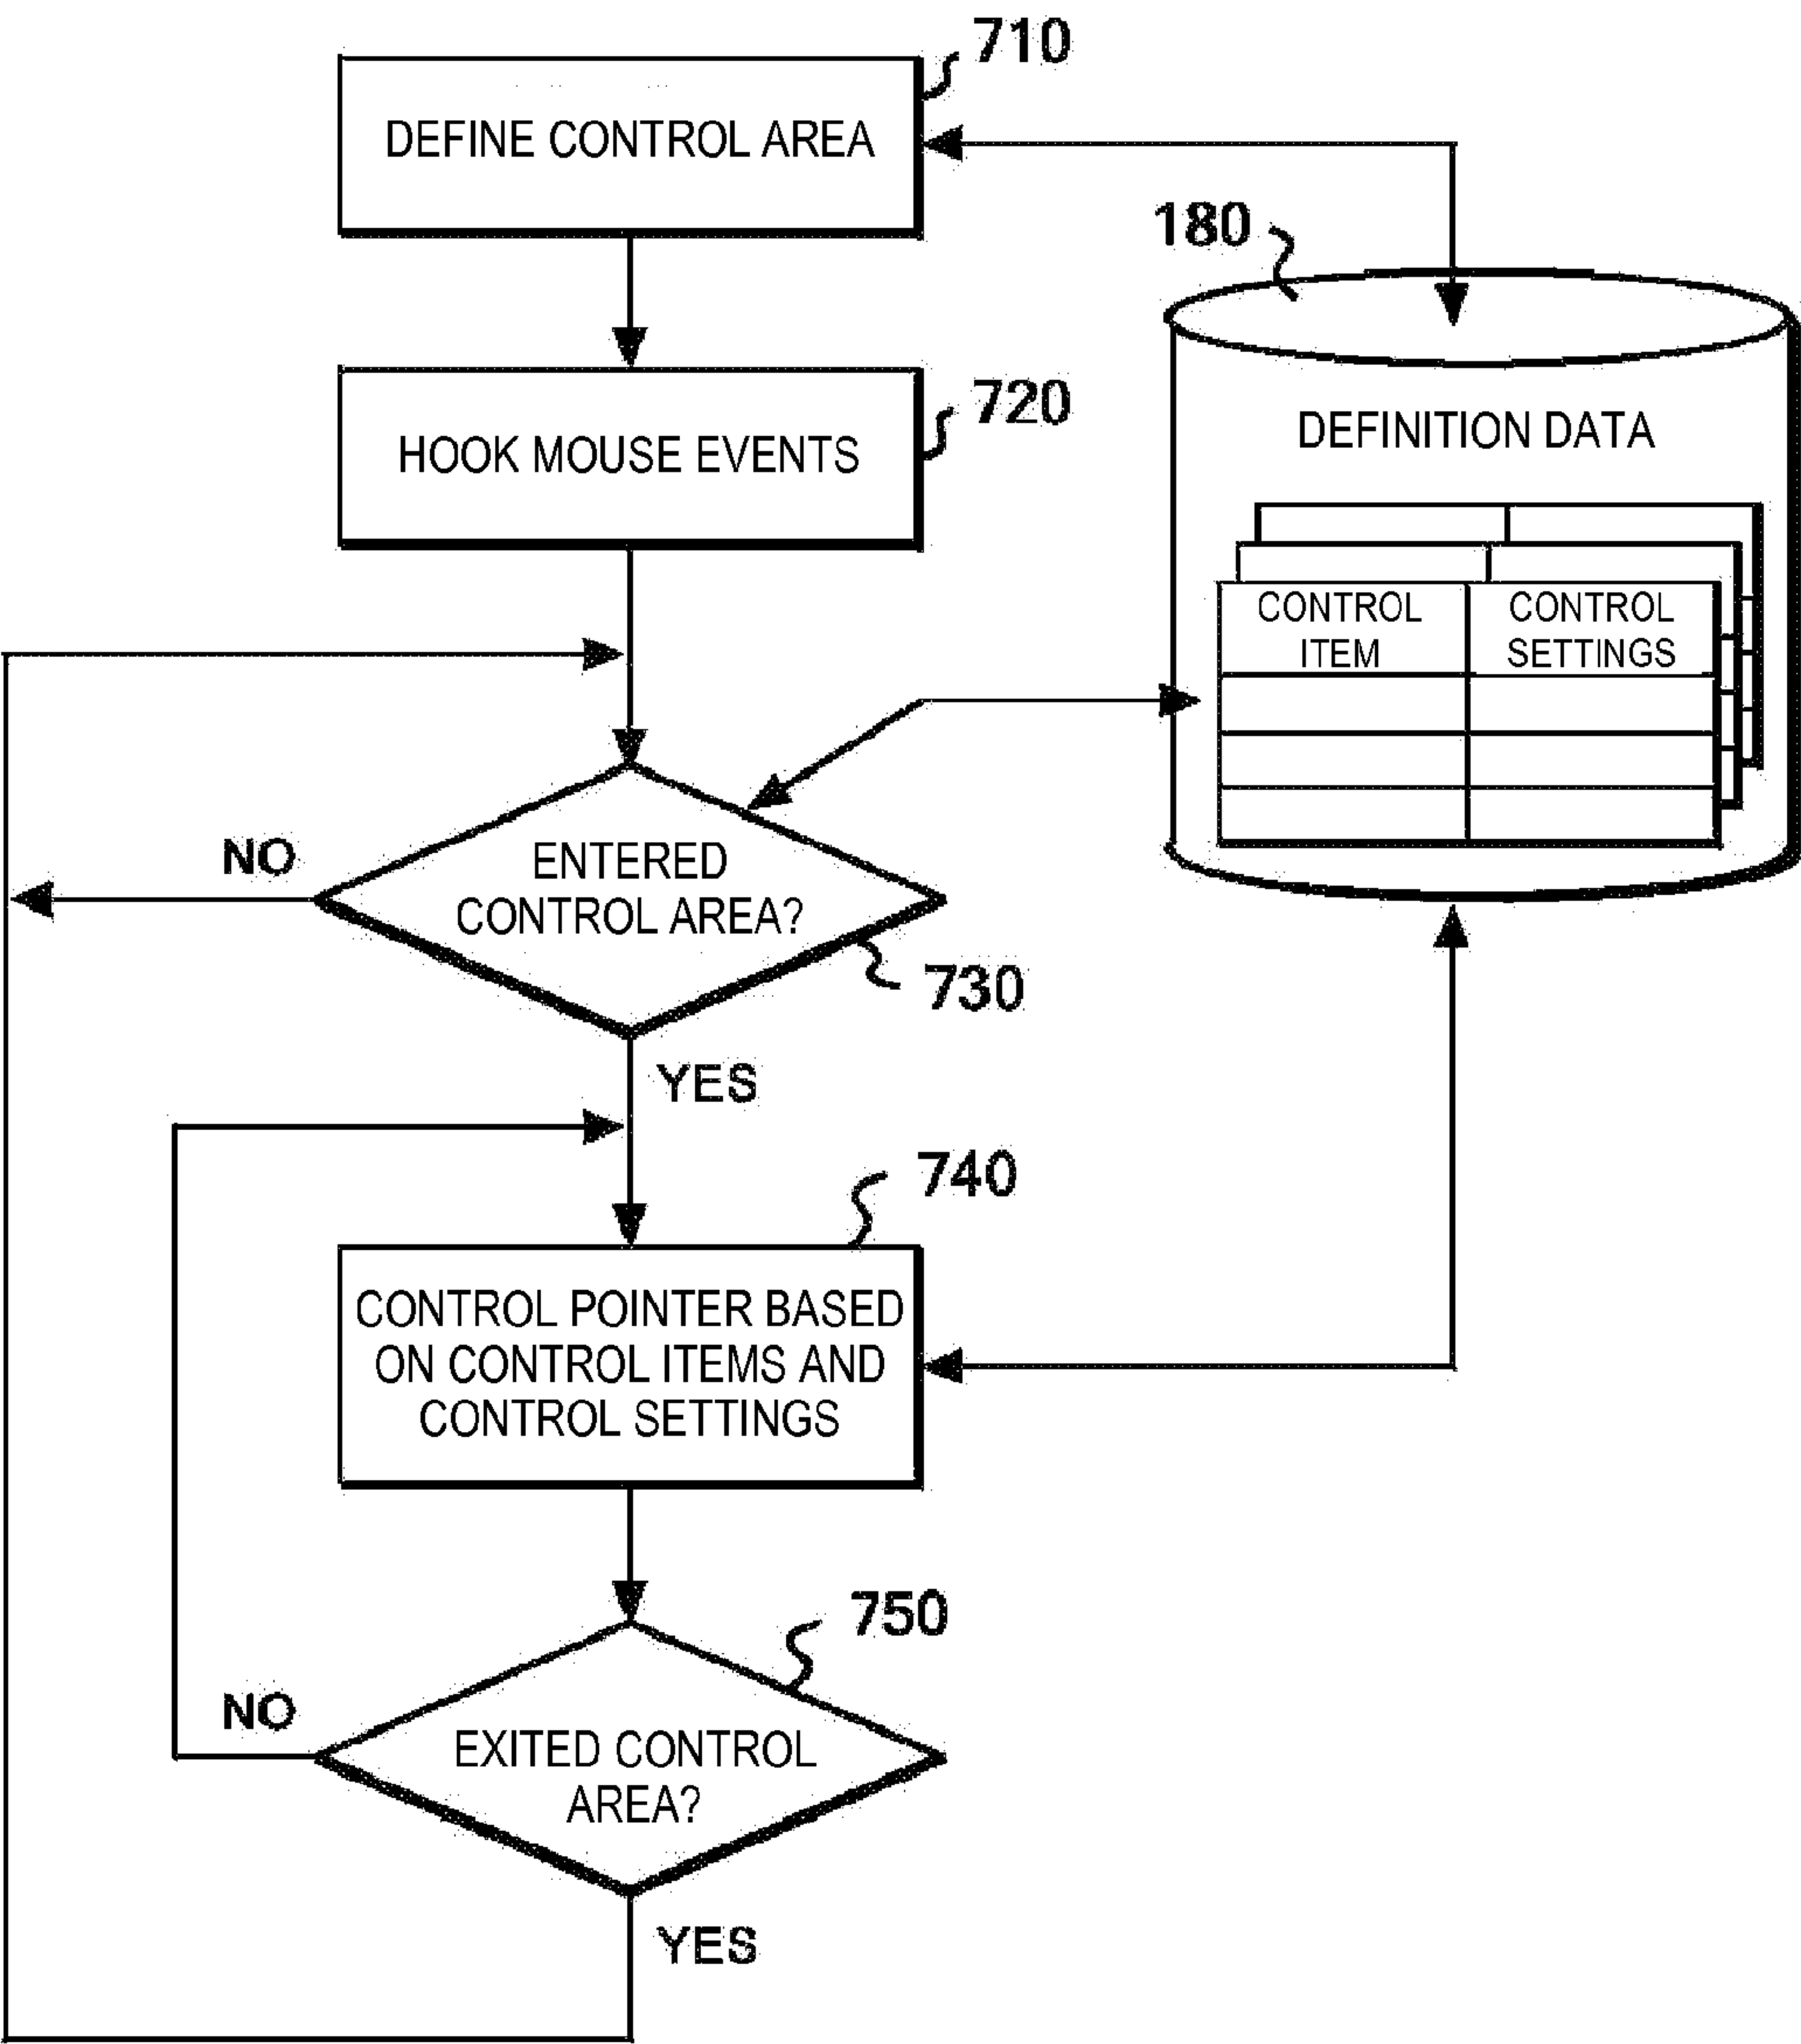 710
DEFINE CONTROL AREA
180
720
HOOK MOUSE EVENTS
DEFINITION DATA
CONTROL
ITEM
CONTROL
SETTINGS
NO
ENTERED
CONTROL AREA?
730
YES
740
CONTROL POINTER BASED
ON CONTROL ITEMS AND
CONTROL SETTINGS
750
NO
EXITED CONTROL
AREA?
YES